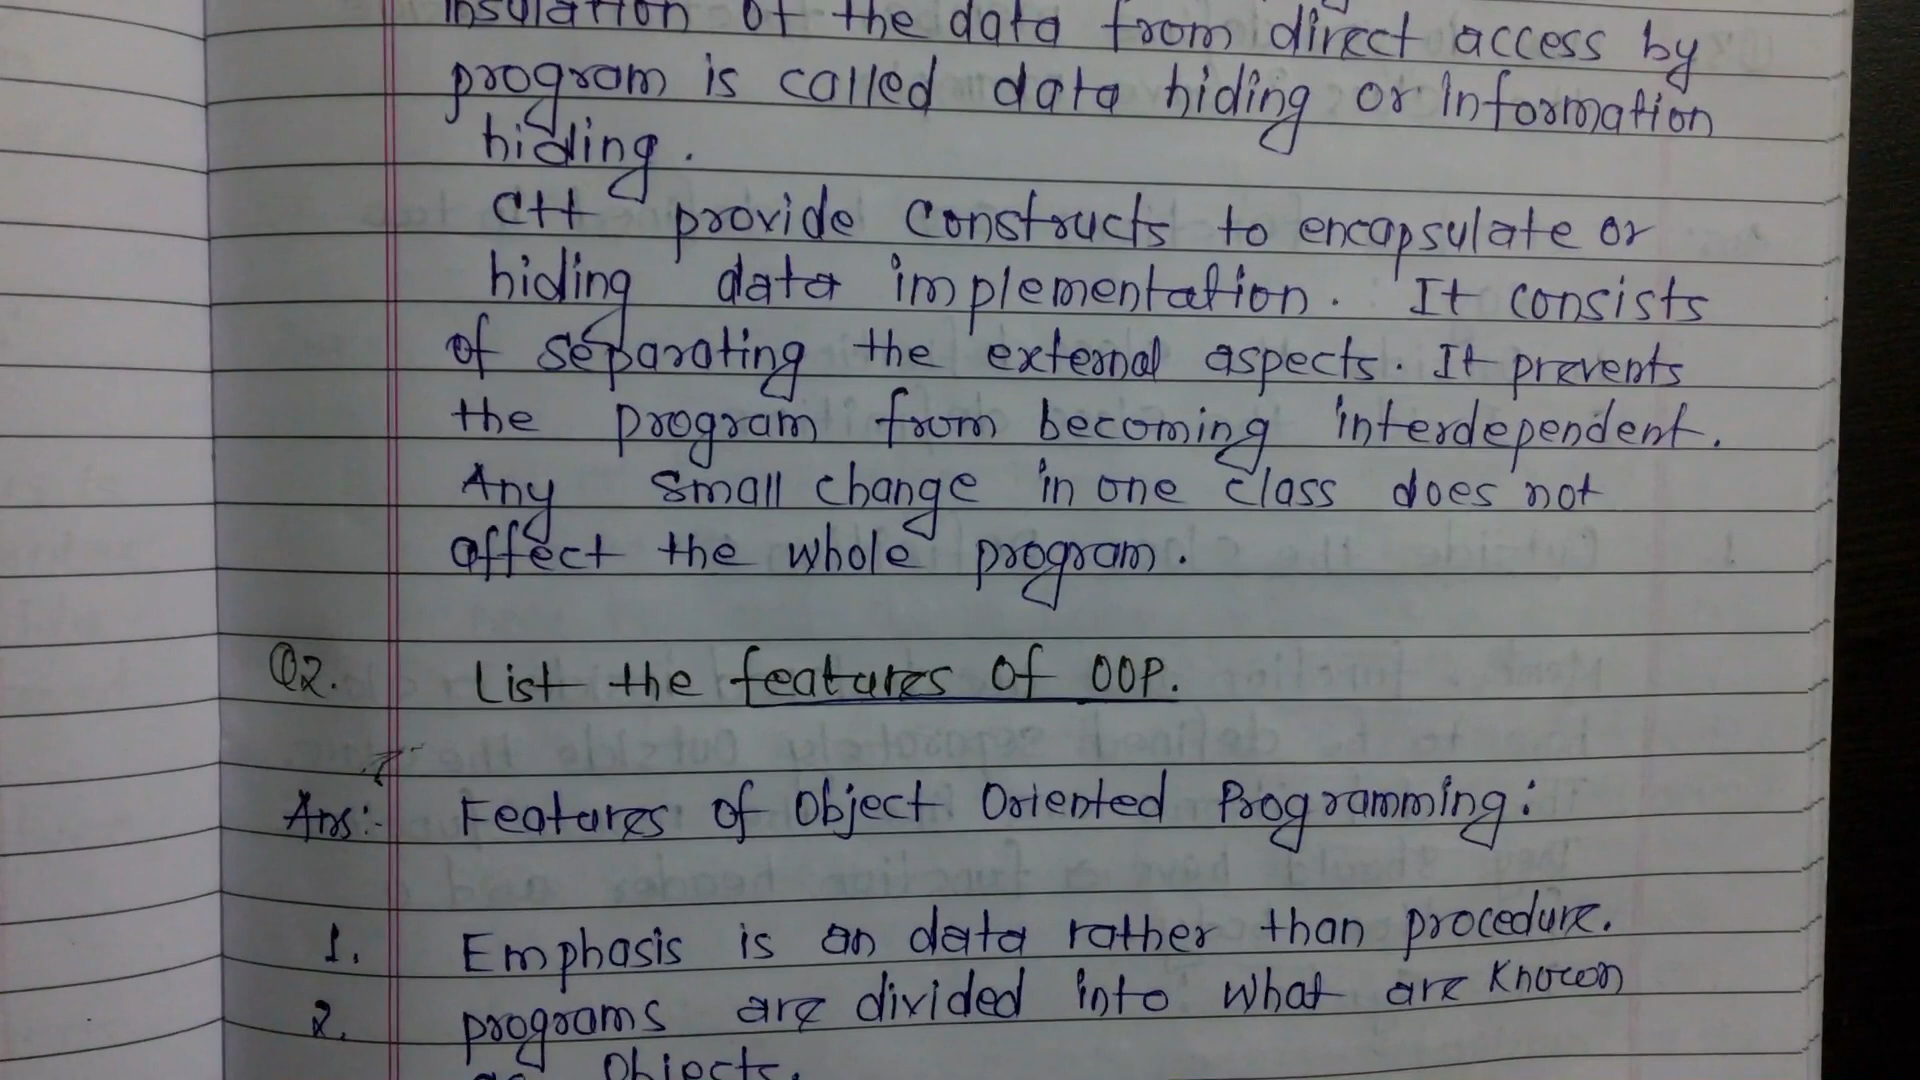 insulation of the data from direct access by
program is called data hiding or information
hiding.
C++ provide constructs to encapsulate or
hiding data implementation. It consists
of separating the external aspects. It prevents
the program from becoming interdependent.
Any small change in one class does not
affect the whole program.
Q2. List the features of OOP.
Ans:- Features of Object Oriented Programming:
1. Emphasis is on data rather than procedure.
2. programs are divided into what are known
as Objects.